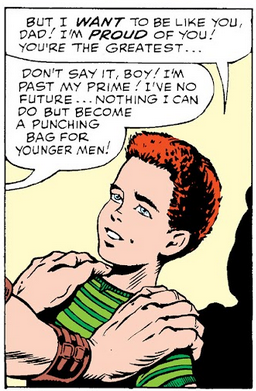 BUT I WANT TO BE LIKE YOU,
DAD! I'M PROUD OF YOU!
YOU'RE THE GREATEST...
DON'T SAY IT, BOY! I'M
PAST MY PRIME! I'VE NO
FUTURE... NOTHING I CAN
DO BUT BECOME
A PUNCHING
BAG FOR
YOUNGER MEN!